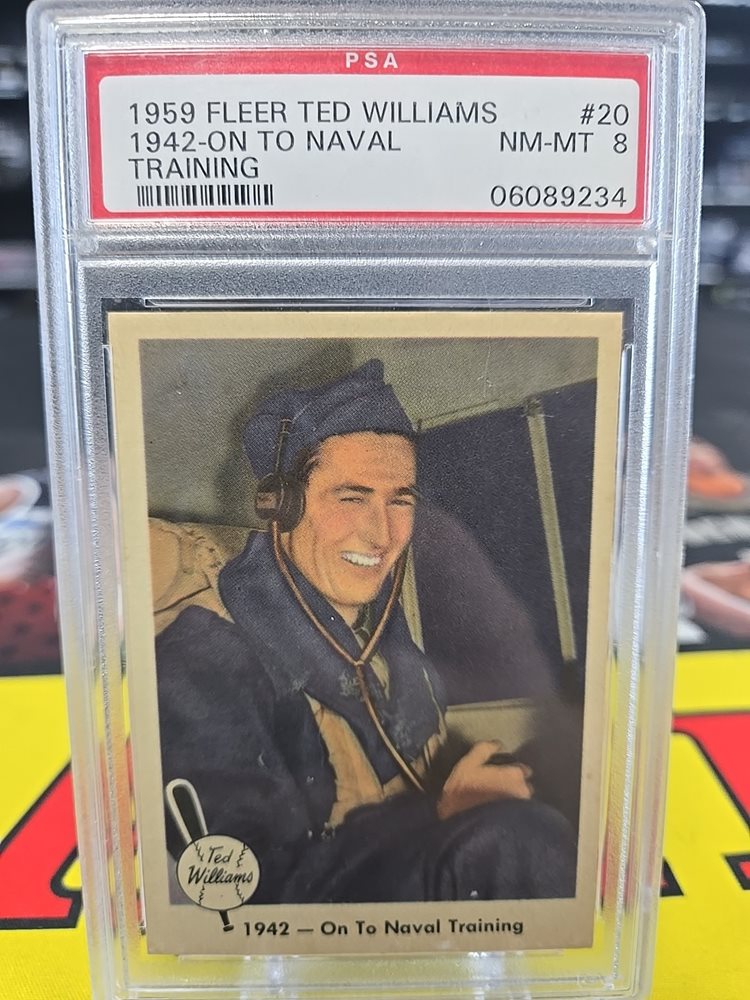 PSA
1959 FLEER TED WILLIAMS #20
1942-ON TO NAVAL NM-MT 8
TRAINING
06089234
Ted
Williams
1942 — On To Naval Training